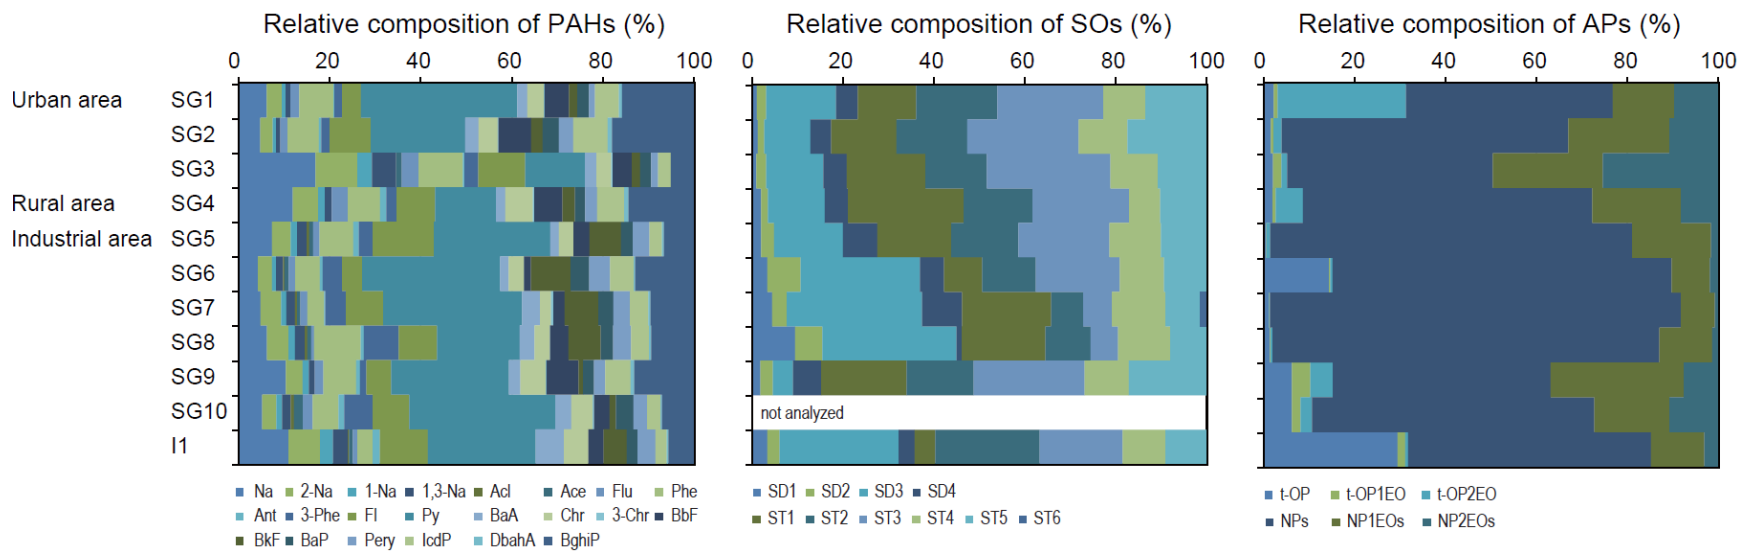 Relative composition of PAHs (%)
Relative composition of SOs (%)
Relative composition of APs (%)
0 20 40 60 80 100
0 20 40 60 80 100
0 20 40 60 80 100
Urban area SG1
SG2
SG3
Rural area SG4
Industrial area SG5
SG6
SG7
SG8
SG9
SG10
not analyzed
I1
Na 2-Na 1-Na 1,3-Na Acl Ace Flu Phe
Ant 3-Phe Fl Py BaA Chr 3-Chr BbF
BkF BaP Pery IcdP DbahA BghiP
SD1 SD2 SD3 SD4
ST1 ST2 ST3 ST4 ST5 ST6
t-OP t-OP1EO t-OP2EO
NPs NP1EOs NP2EOs